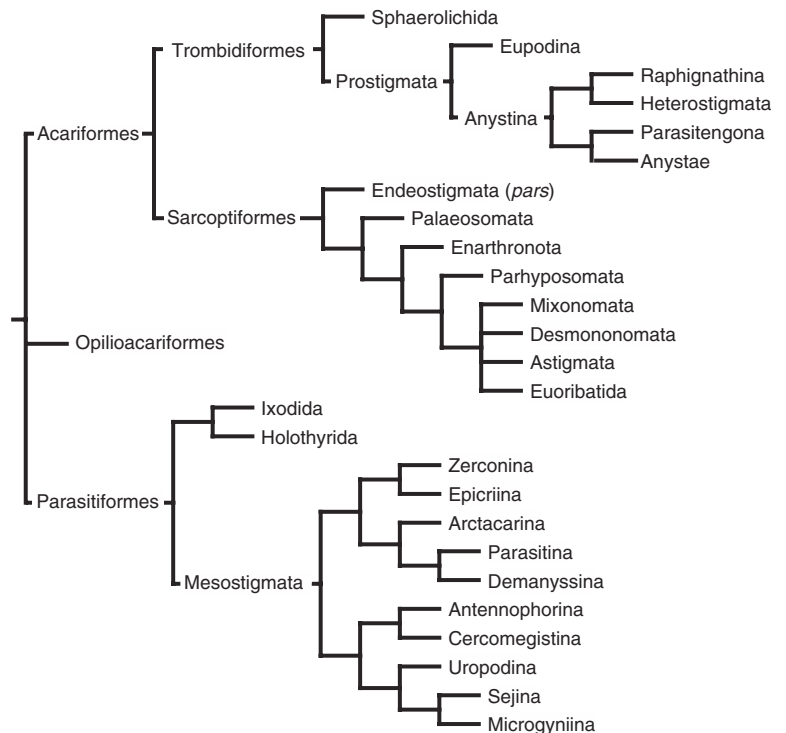 Sphaerolichida
Trombidiformes
Eupodina
Prostigmata
Raphignathina
Heterostigmata
Anystina
Parasitengona
Acariformes
Anystae
Endeostigmata (pars)
Sarcoptiformes
Palaeosomata
Enarthronota
Parhyposomata
Mixonomata
Desmononomata
Opilioacariformes
Astigmata
Euoribatida
Ixodida
Holothyrida
Zerconina
Epicriina
Parasitiformes
Arctacarina
Parasitina
Demanyssina
Mesostigmata
Antennophorina
Cercomegistina
Uropodina
Sejina
Microgyniina